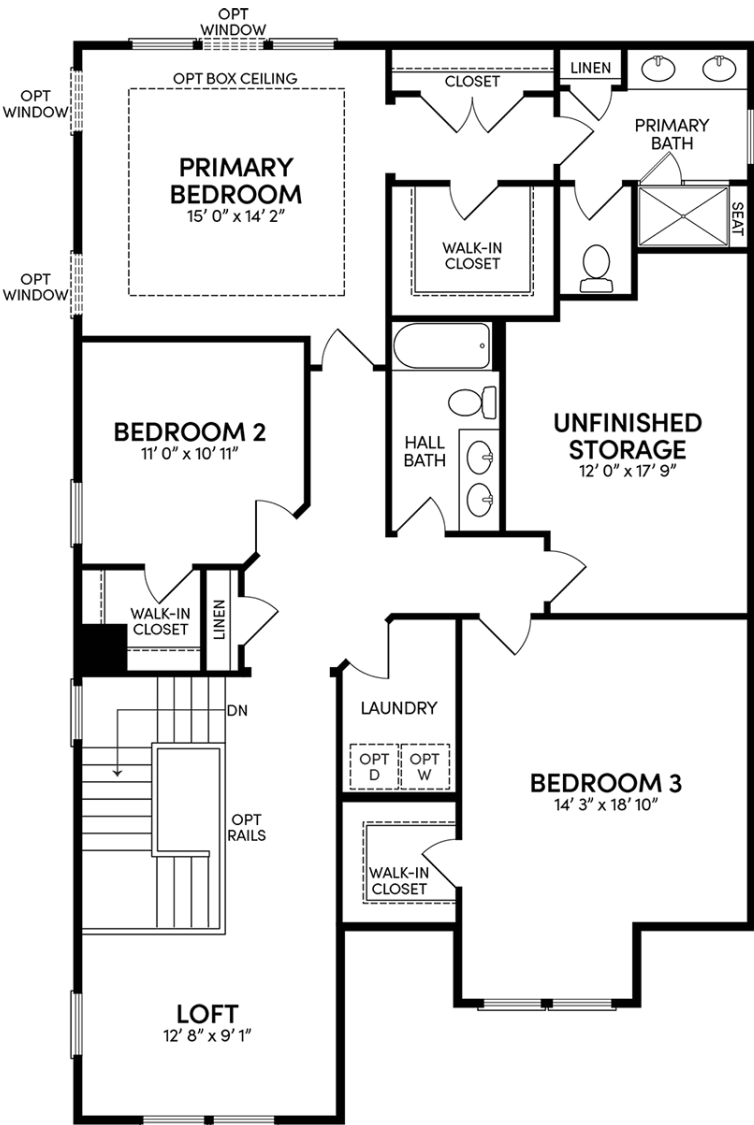 OPT
WINDOW
OPT BOX CEILING
CLOSET
LINEN
OPT
WINDOW
PRIMARY
BATH
PRIMARY
BEDROOM
15' 0" x 14' 2"
SEAT
WALK-IN
CLOSET
OPT
WINDOW
BEDROOM 2
11' 0" x 10' 11"
HALL
BATH
UNFINISHED
STORAGE
12' 0" x 17' 9"
WALK-IN
CLOSET
LINEN
DN
LAUNDRY
OPT
D
OPT
W
BEDROOM 3
14' 3" x 18' 10"
OPT
RAILS
WALK-IN
CLOSET
LOFT
12' 8" x 9' 1"